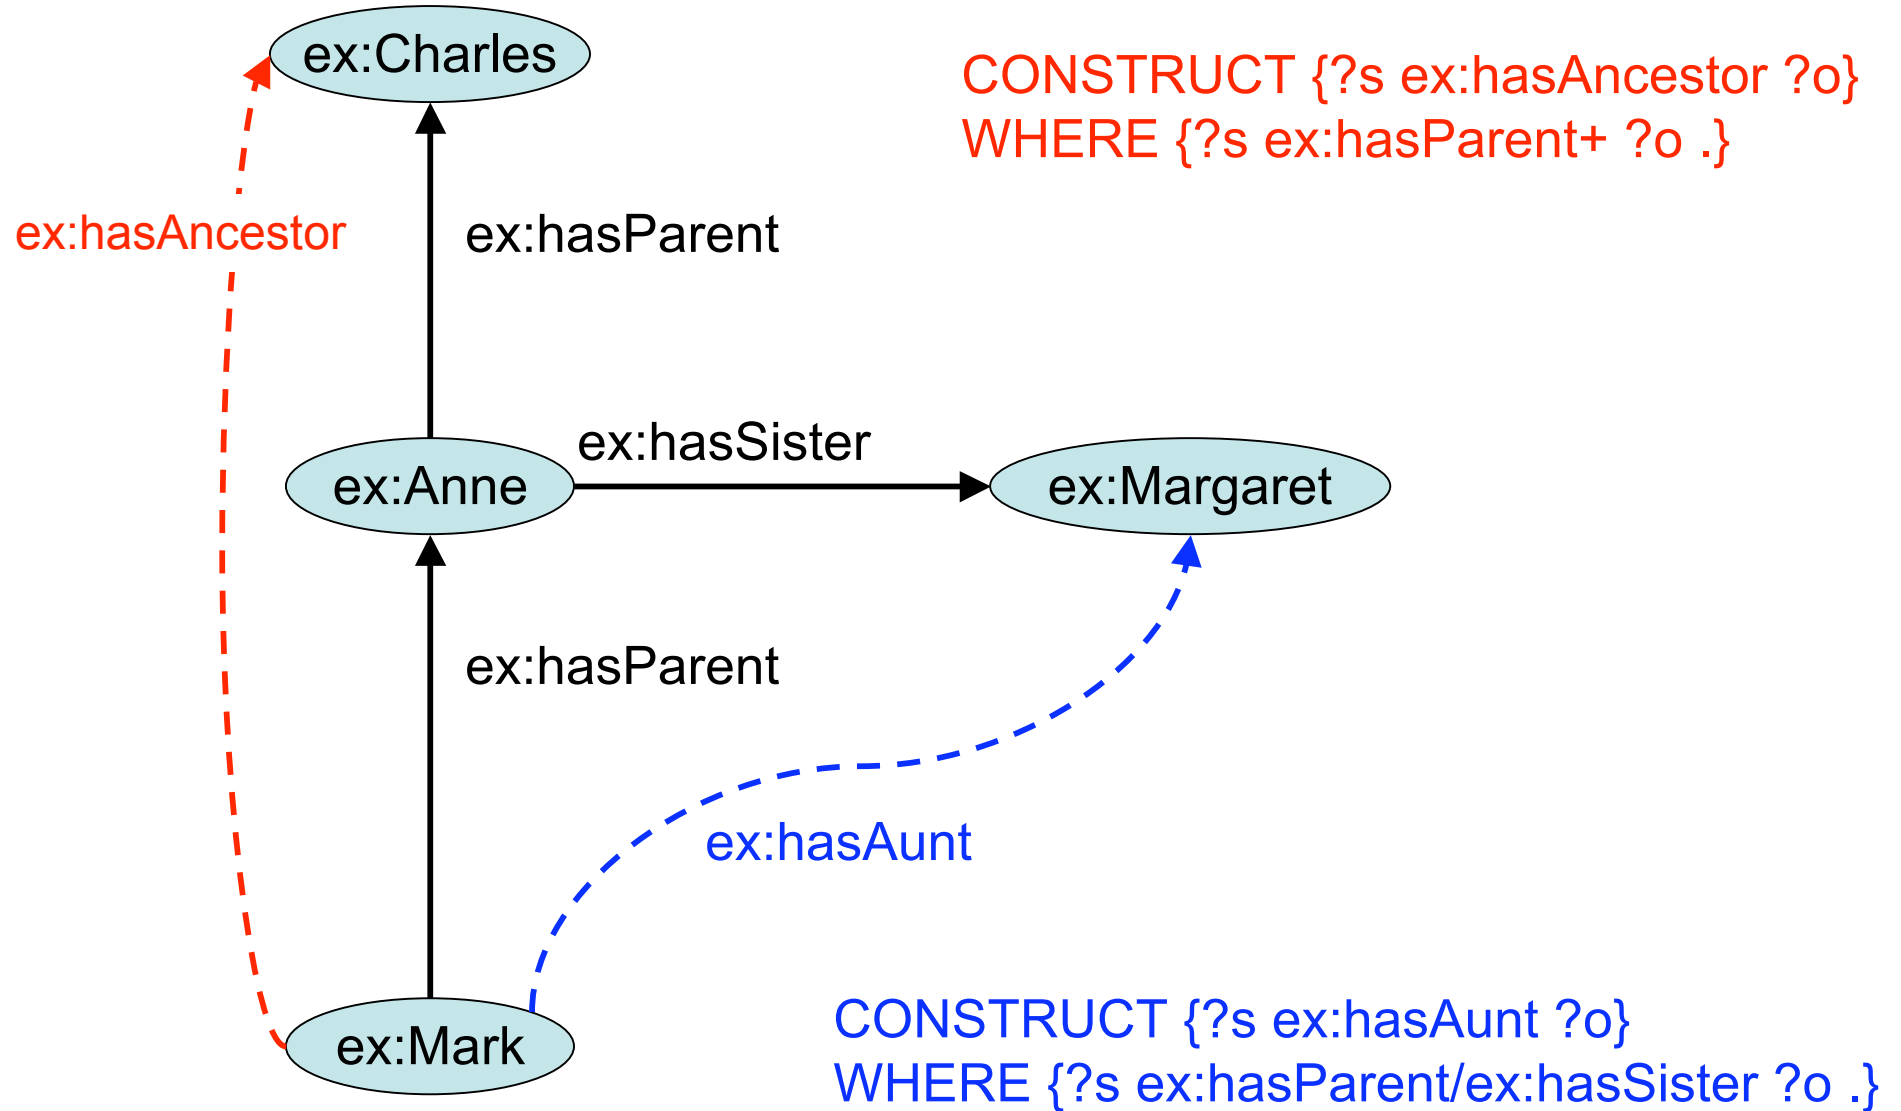 ex:Charles
CONSTRUCT {?s ex:hasAncestor ?o}
WHERE {?s ex:hasParent+ ?o .}
ex:hasAncestor
ex:hasParent
ex:hasSister
ex:Anne
ex:Margaret
ex:hasParent
ex:hasAunt
ex:Mark
CONSTRUCT {?s ex:hasAunt ?o}
WHERE {?s ex:hasParent/ex:hasSister ?o .}